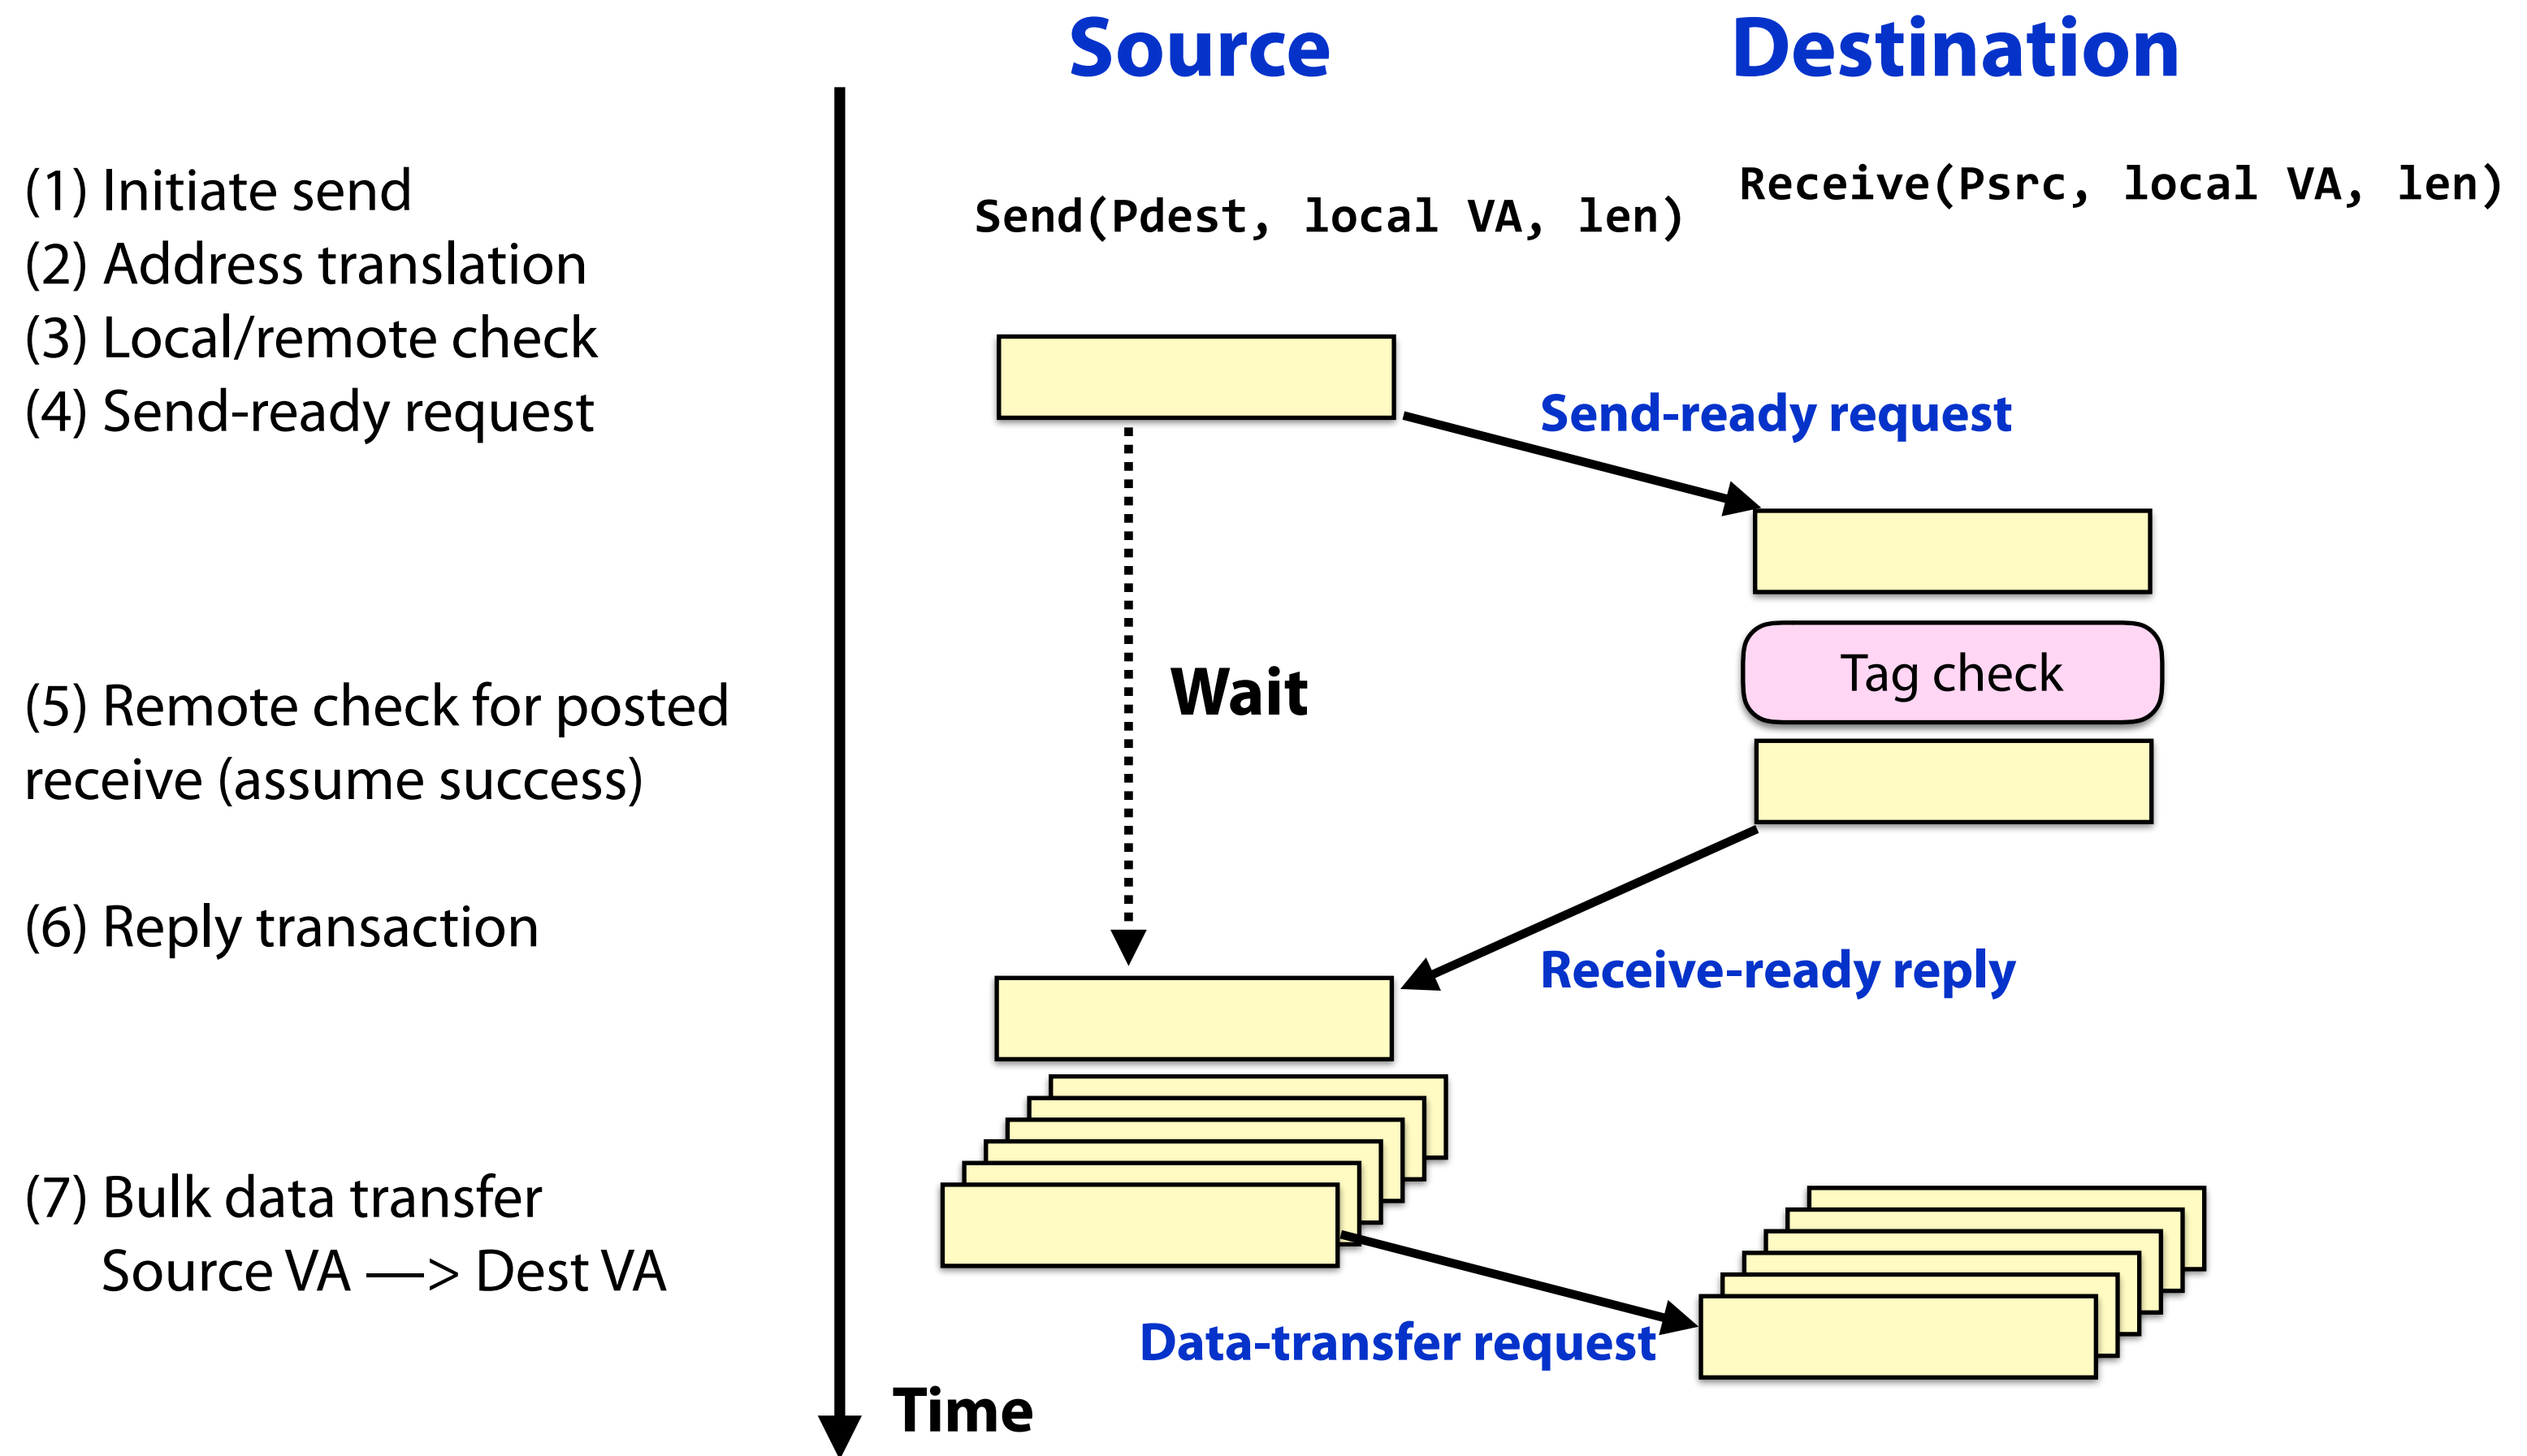 Source
Destination
(1) Initiate send
(2) Address translation
(3) Local/remote check
(4) Send-ready request
Send(Pdest, local VA, len)
Receive(Psrc, local VA, len)
Send-ready request
Tag check
Wait
(5) Remote check for posted
receive (assume success)
(6) Reply transaction
Receive-ready reply
(7) Bulk data transfer
Source VA —> Dest VA
Data-transfer request
Time